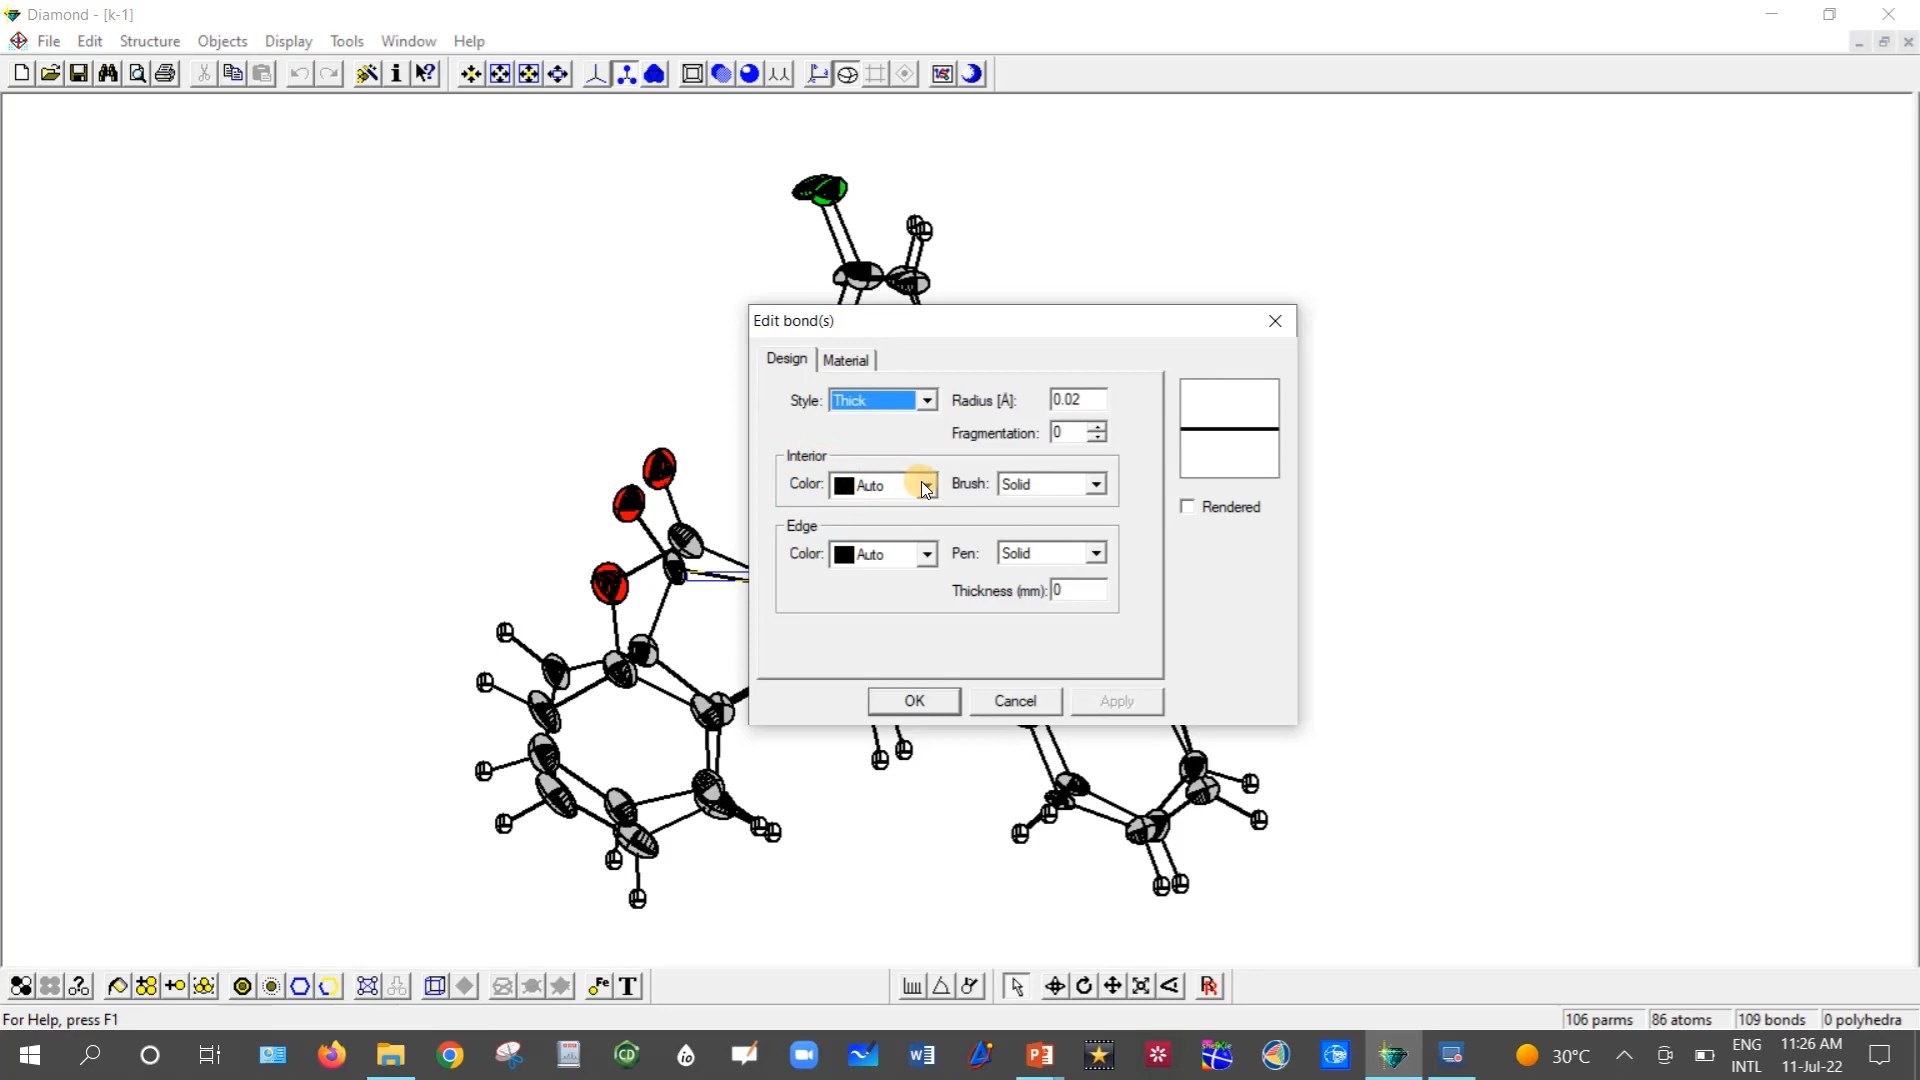 Diamond - [k-1]
File Edit Structure Objects Display Tools Window Help
Edit bond(s)
Design Material
Style: Thick Radius [Å]: 0.02
Fragmentation: 0
Interior
Color: Auto Brush: Solid
Rendered
Edge
Color: Auto Pen: Solid
Thickness (mm): 0
OK Cancel Apply
Fe T
For Help, press F1 106 parms 86 atoms 109 bonds 0 polyhedra
30°C ENG 11:26 AM
INTL 11-Jul-22